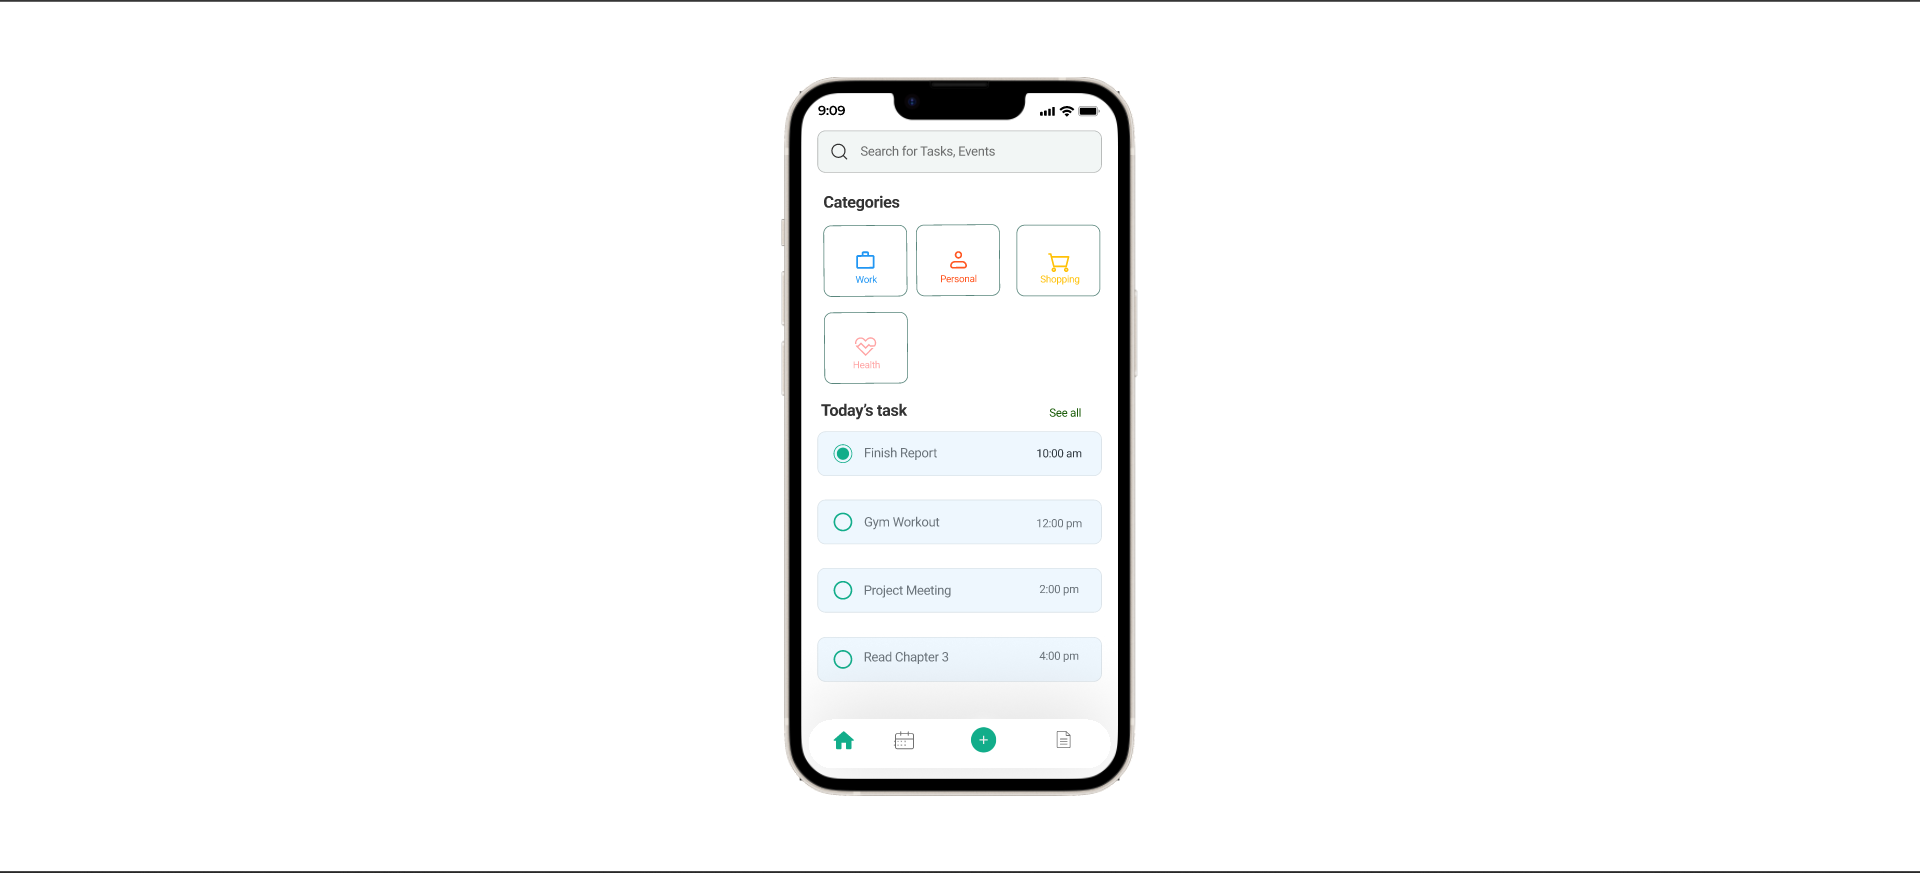 9:09
Search for Tasks, Events
Categories
Work
Personal
Shopping
Health
Today’s task
See all
Finish Report
10:00 am
Gym Workout
12:00 pm
Project Meeting
2:00 pm
Read Chapter 3
4:00 pm